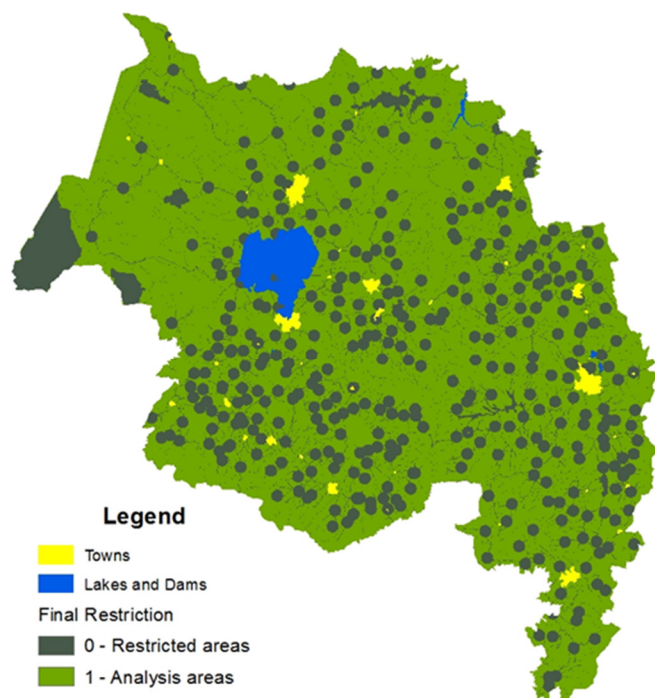 Legend
Towns
Lakes and Dams
Final Restriction
0 - Restricted areas
1 - Analysis areas